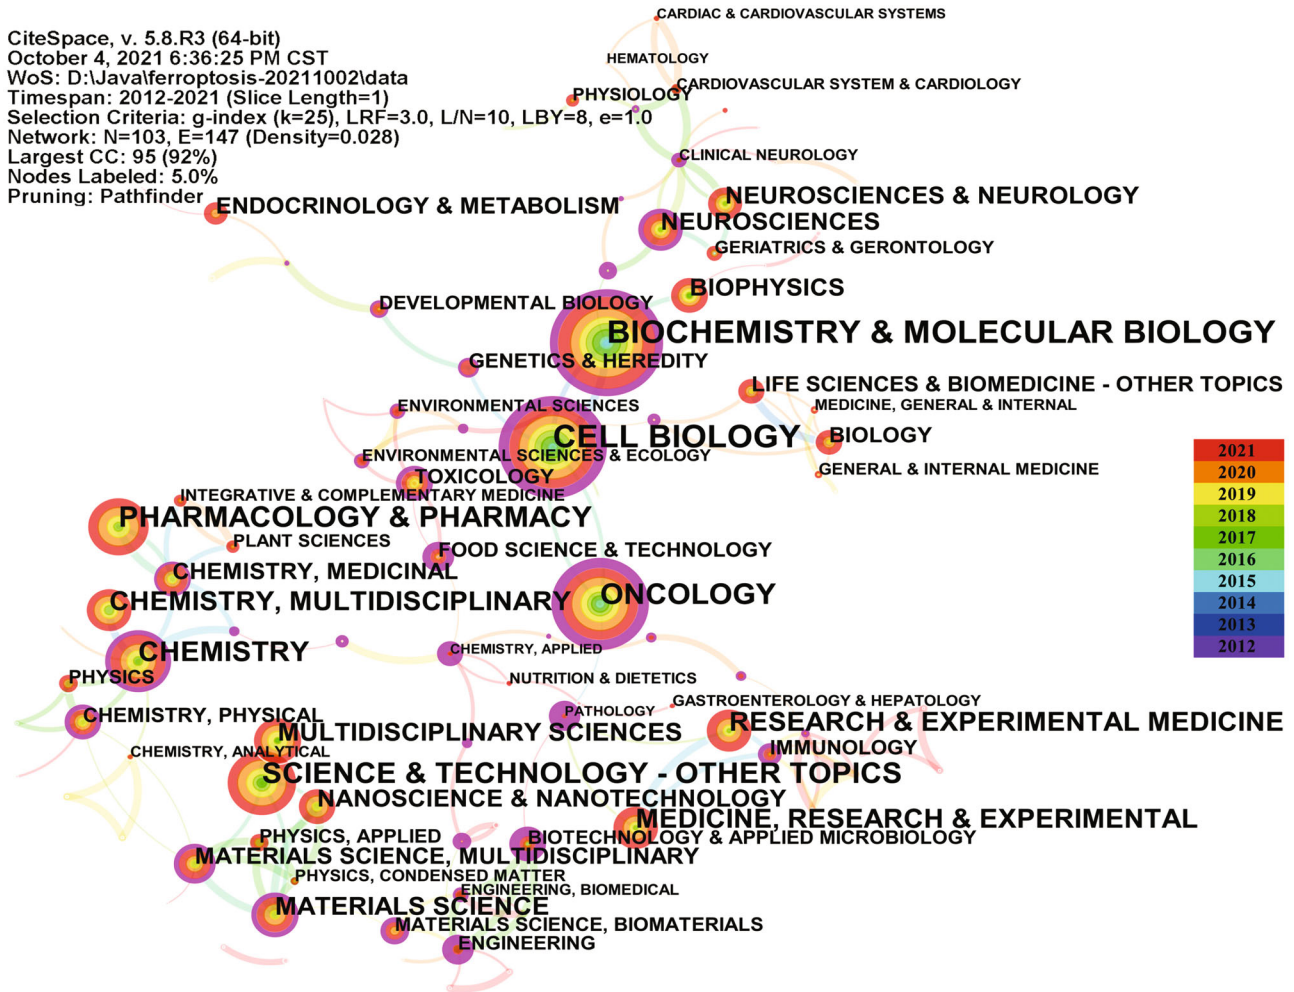 CiteSpace, v. 5.8.R3 (64-bit)
October 4, 2021 6:36:25 PM CST
WoS: D:\Java\ferroptosis-20211002\data
Timespan: 2012-2021 (Slice Length=1)
Selection Criteria: g-index (k=25), LRF=3.0, L/N=10, LBY=8, e=1.0
Network: N=103, E=147 (Density=0.028)
Largest CC: 95 (92%)
Nodes Labeled: 5.0%
Pruning: Pathfinder
CARDIAC & CARDIOVASCULAR SYSTEMS
HEMATOLOGY
CARDIOVASCULAR SYSTEM & CARDIOLOGY
PHYSIOLOGY
CLINICAL NEUROLOGY
NEUROSCIENCES & NEUROLOGY
ENDOCRINOLOGY & METABOLISM
NEUROSCIENCES
GERIATRICS & GERONTOLOGY
BIOPHYSICS
DEVELOPMENTAL BIOLOGY
BIOCHEMISTRY & MOLECULAR BIOLOGY
GENETICS & HEREDITY
LIFE SCIENCES & BIOMEDICINE - OTHER TOPICS
ENVIRONMENTAL SCIENCES
MEDICINE, GENERAL & INTERNAL
CELL BIOLOGY
BIOLOGY
ENVIRONMENTAL SCIENCES & ECOLOGY
GENERAL & INTERNAL MEDICINE
TOXICOLOGY
INTEGRATIVE & COMPLEMENTARY MEDICINE
PHARMACOLOGY & PHARMACY
PLANT SCIENCES
FOOD SCIENCE & TECHNOLOGY
CHEMISTRY, MEDICINAL
ONCOLOGY
CHEMISTRY, MULTIDISCIPLINARY
CHEMISTRY
CHEMISTRY, APPLIED
PHYSICS
NUTRITION & DIETETICS
GASTROENTEROLOGY & HEPATOLOGY
PATHOLOGY
CHEMISTRY, PHYSICAL
RESEARCH & EXPERIMENTAL MEDICINE
MULTIDISCIPLINARY SCIENCES
IMMUNOLOGY
CHEMISTRY, ANALYTICAL
SCIENCE & TECHNOLOGY - OTHER TOPICS
NANOSCIENCE & NANOTECHNOLOGY
MEDICINE, RESEARCH & EXPERIMENTAL
PHYSICS, APPLIED
BIOTECHNOLOGY & APPLIED MICROBIOLOGY
MATERIALS SCIENCE, MULTIDISCIPLINARY
PHYSICS, CONDENSED MATTER
ENGINEERING, BIOMEDICAL
MATERIALS SCIENCE
MATERIALS SCIENCE, BIOMATERIALS
ENGINEERING
2021
2020
2019
2018
2017
2016
2015
2014
2013
2012